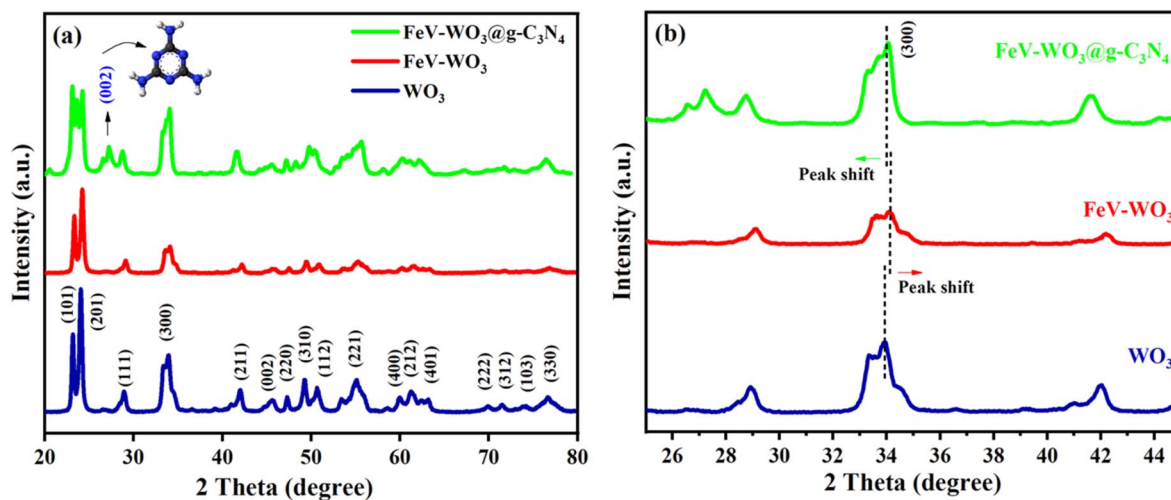 (a)
FeV-WO3@g-C3N4
FeV-WO3
WO3
(002)
N
H
N
H
H
N
H
(101)
(201)
(111)
(300)
(211)
(002)
(220)
(310)
(112)
(221)
(400)
(212)
(401)
(222)
(312)
(103)
(330)
Intensity (a.u.)
20 30 40 50 60 70 80
2 Theta (degree)
(b)
(300)
FeV-WO3@g-C3N4
Peak shift
FeV-WO3
Peak shift
WO3
Intensity (a.u.)
26 28 30 32 34 36 38 40 42 44
2 Theta (degree)